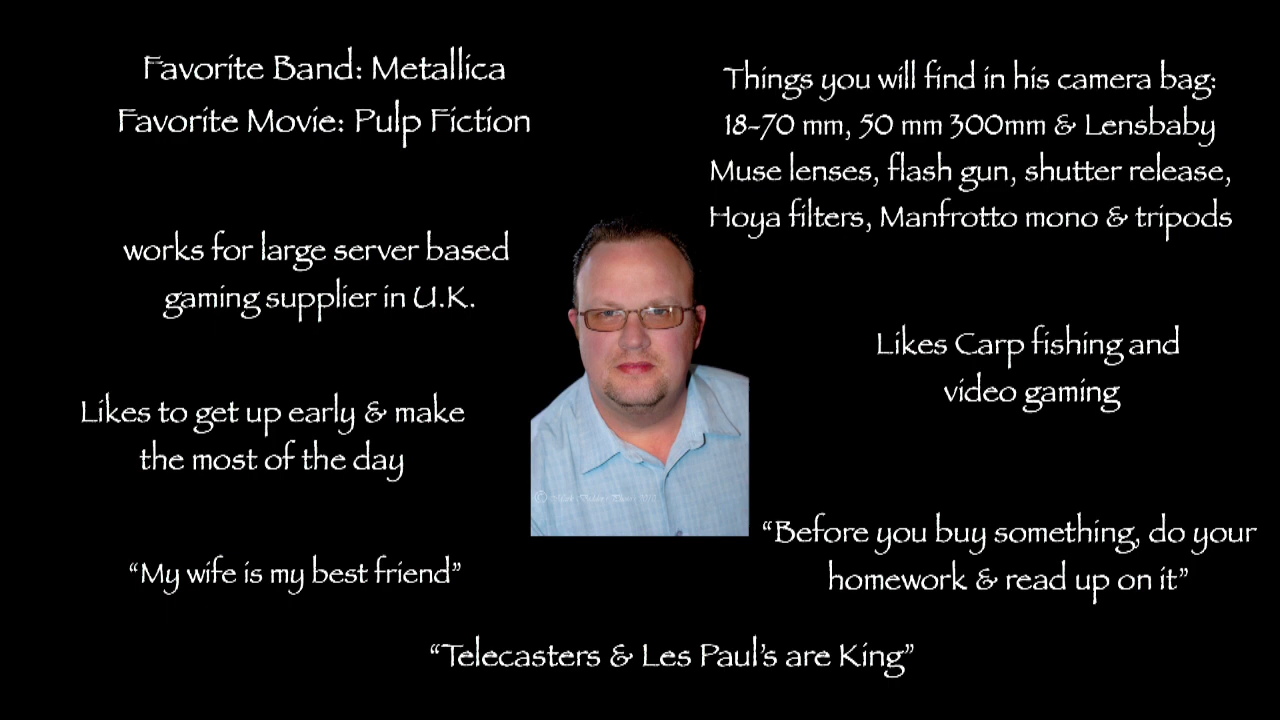 Favorite Band: Metallica
Favorite Movie: Pulp Fiction
works for large server based
gaming supplier in U.K.
Likes to get up early & make
the most of the day
“My wife is my best friend”
Things you will find in his camera bag:
18-70 mm, 50 mm 300mm & Lensbaby
Muse lenses, flash gun, shutter release,
Hoya filters, Manfrotto mono & tripods
Likes Carp fishing and
video gaming
“Before you buy something, do your
homework & read up on it”
“Telecasters & Les Paul’s are King”
©